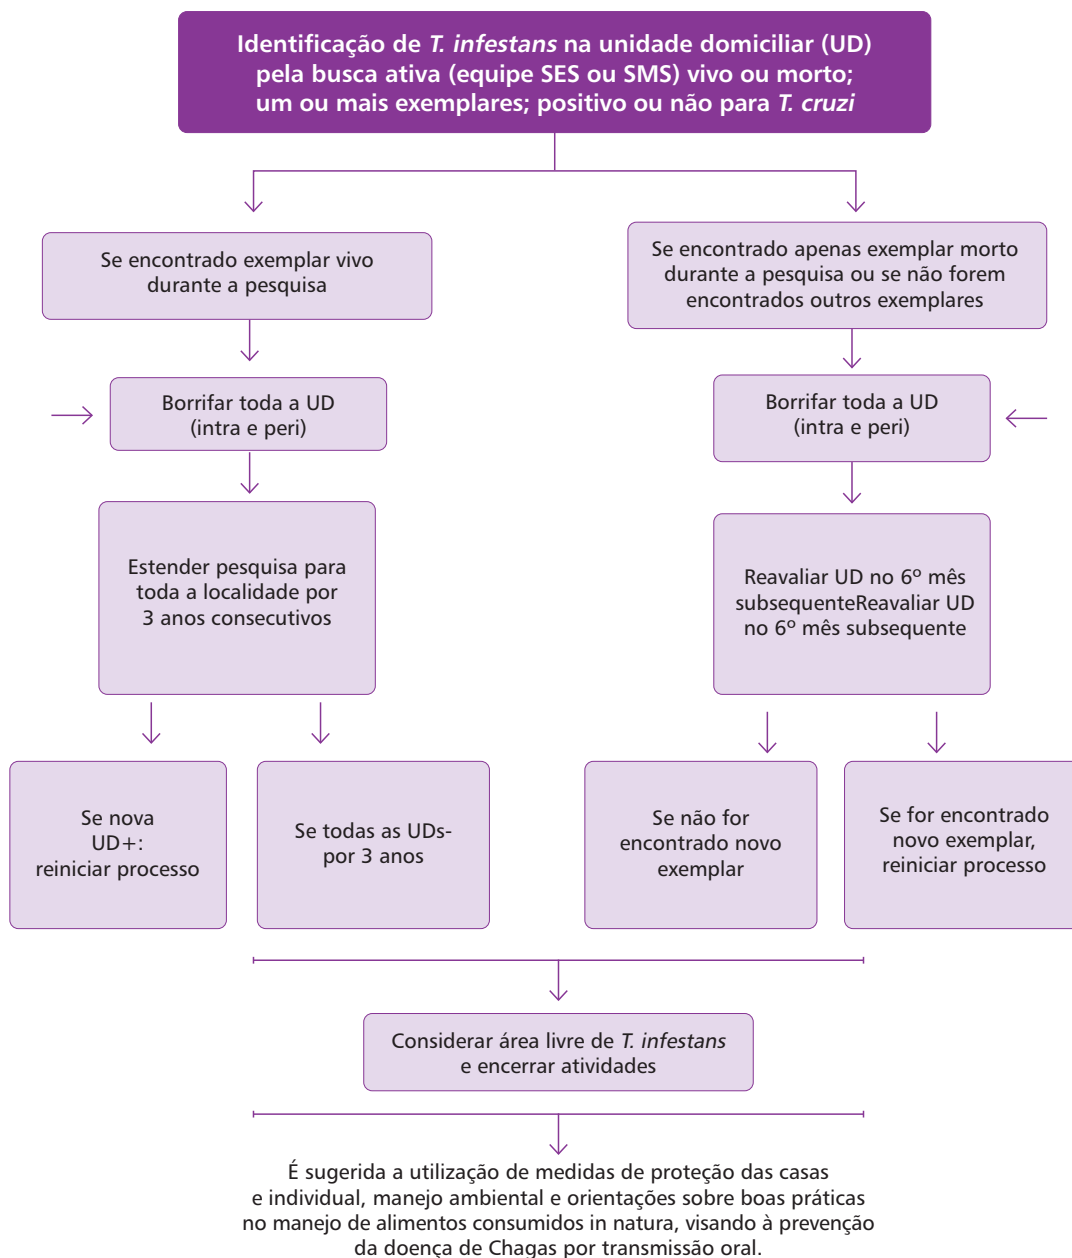 Identificação de T. infestans na unidade domiciliar (UD)
pela busca ativa (equipe SES ou SMS) vivo ou morto;
um ou mais exemplares; positivo ou não para T. cruzi
Se encontrado exemplar vivo
durante a pesquisa
Se encontrado apenas exemplar morto
durante a pesquisa ou se não forem
encontrados outros exemplares
Borrifar toda a UD
(intra e peri)
Borrifar toda a UD
(intra e peri)
Estender pesquisa para
toda a localidade por
3 anos consecutivos
Reavaliar UD no 6º mês
subsequenteReavaliar UD
no 6º mês subsequente
Se nova
UD+:
reiniciar processo
Se todas as UDs-
por 3 anos
Se não for
encontrado novo
exemplar
Se for encontrado
novo exemplar,
reiniciar processo
Considerar área livre de T. infestans
e encerrar atividades
É sugerida a utilização de medidas de proteção das casas
e individual, manejo ambiental e orientações sobre boas práticas
no manejo de alimentos consumidos in natura, visando à prevenção
da doença de Chagas por transmissão oral.